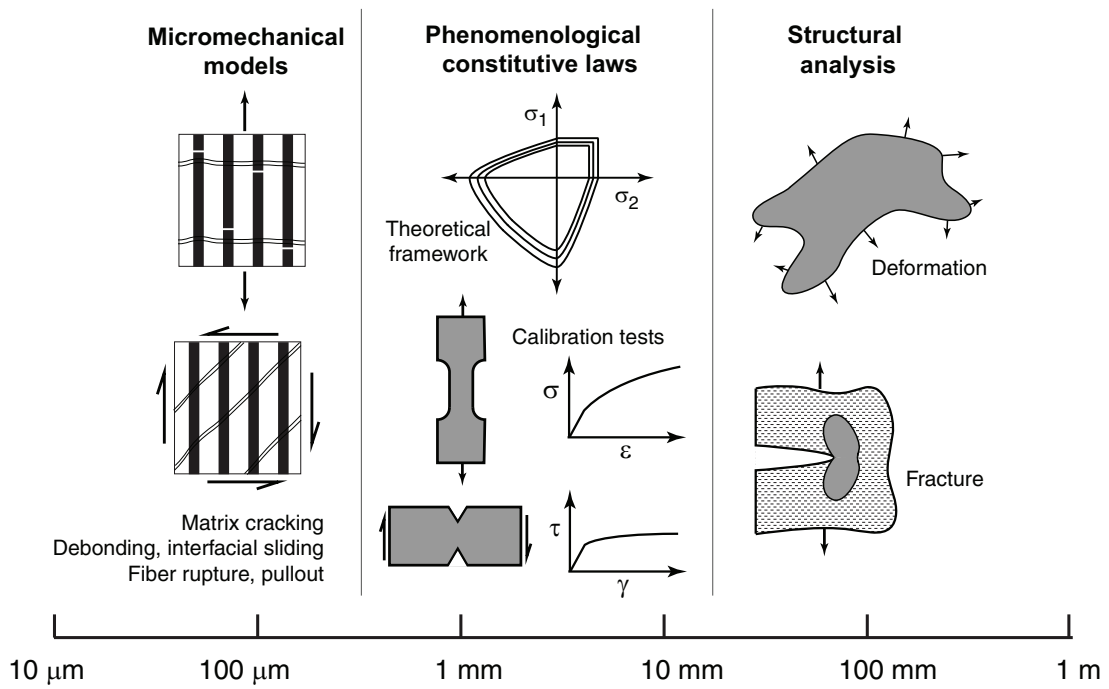 Micromechanical
models
Matrix cracking
Debonding, interfacial sliding
Fiber rupture, pullout
Phenomenological
constitutive laws
σ₁
σ₂
Theoretical
framework
Calibration tests
σ
ε
τ
γ
Structural
analysis
Deformation
Fracture
10 μm 100 μm 1 mm 10 mm 100 mm 1 m